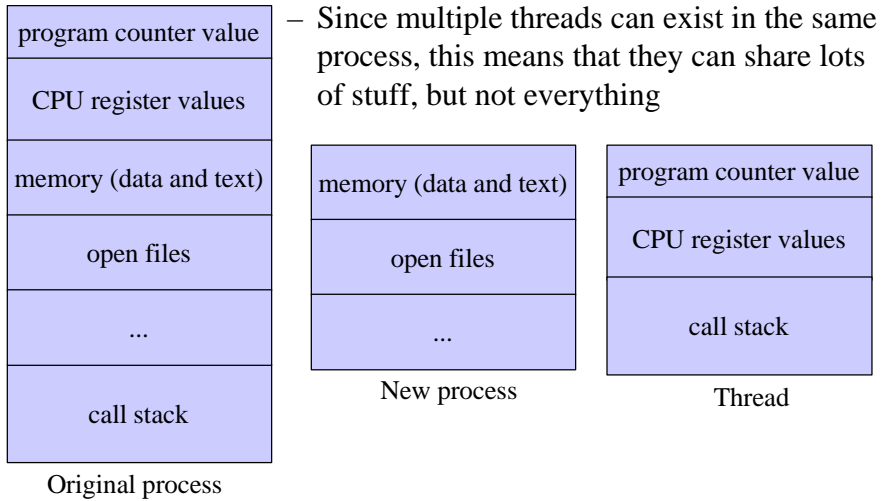 program counter value
CPU register values
memory (data and text)
open files
...
call stack
Original process
– Since multiple threads can exist in the same
process, this means that they can share lots
of stuff, but not everything
memory (data and text)
open files
...
New process
program counter value
CPU register values
call stack
Thread